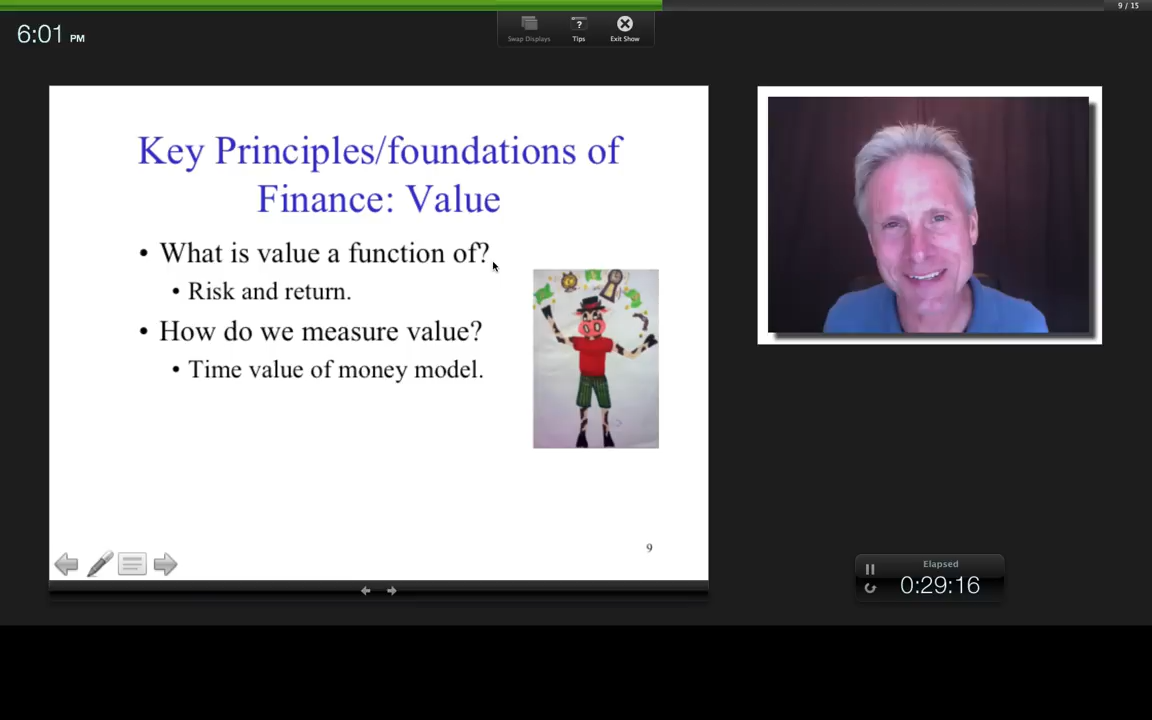 9 / 15
6:01 PM
Swap Displays
?
Tips
Exit Show
Key Principles/foundations of
Finance: Value
• What is value a function of?
• Risk and return.
• How do we measure value?
• Time value of money model.
9
Elapsed
0:29:16